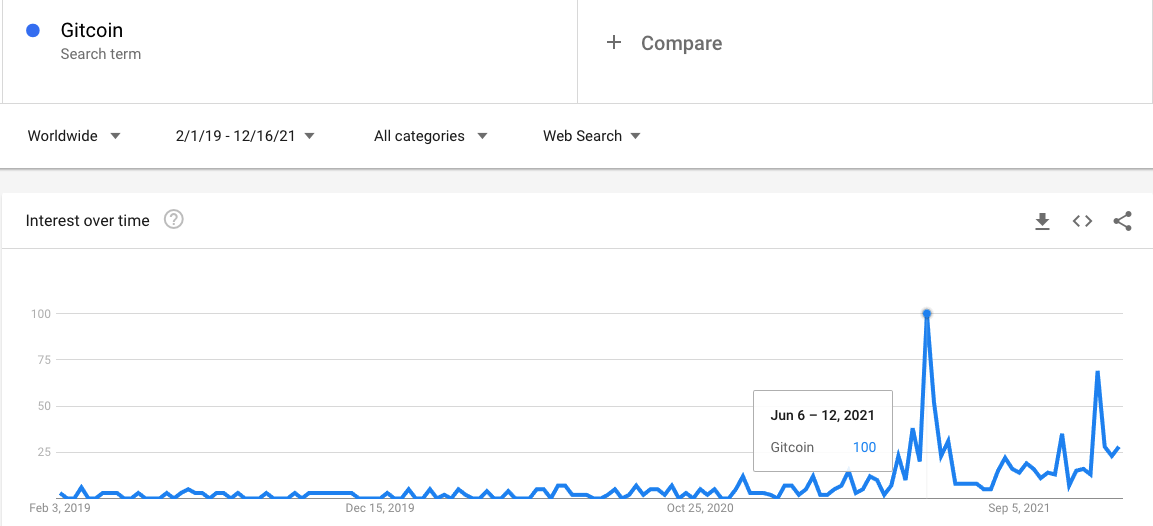 Gitcoin
Search term
+ Compare
Worldwide
2/1/19 - 12/16/21
All categories
Web Search
Interest over time ?
100
75
50
25
Jun 6 – 12, 2021
Gitcoin 100
Feb 3, 2019
Dec 15, 2019
Oct 25, 2020
Sep 5, 2021